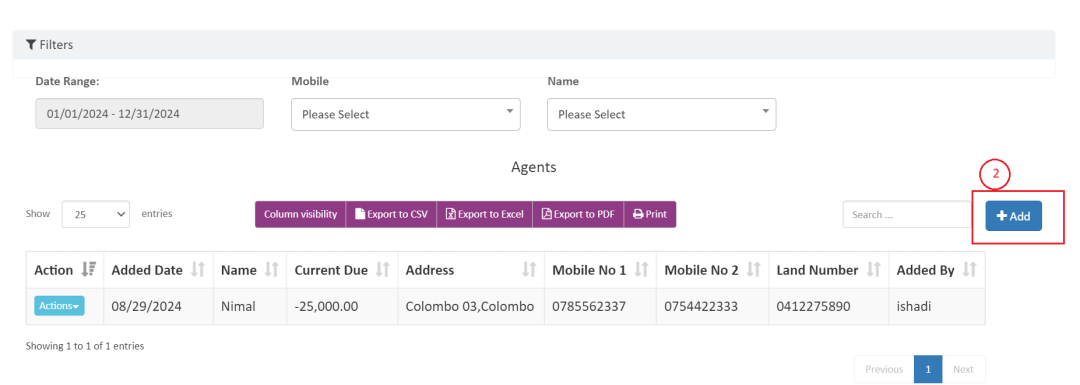 Filters
Date Range: Mobile Name
01/01/2024 - 12/31/2024 Please Select Please Select
Agents
2
Show 25 entries Column visibility Export to CSV Export to Excel Export to PDF Print Search ... Add
Action Added Date Name Current Due Address Mobile No 1 Mobile No 2 Land Number Added By
Actions 08/29/2024 Nimal -25,000.00 Colombo 03,Colombo 0785562337 0754422333 0412275890 ishadi
Showing 1 to 1 of 1 entries
Previous 1 Next